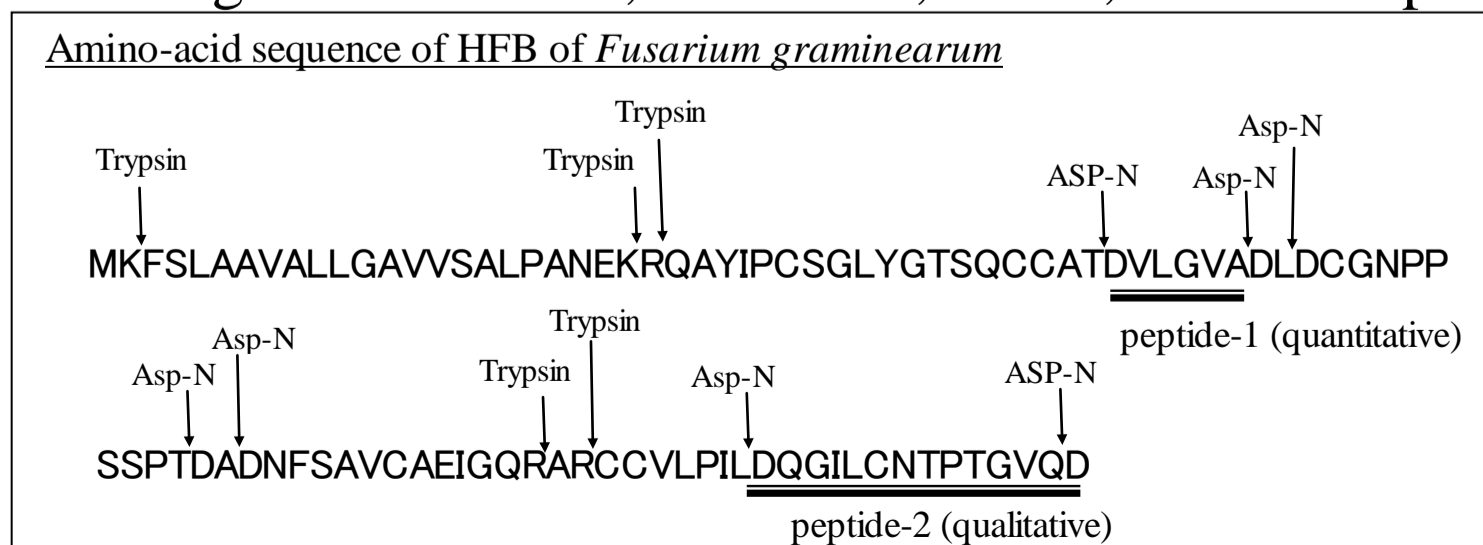 Amino-acid sequence of HFB of Fusarium graminearum
Trypsin
Asp-N
Trypsin
Trypsin
ASP-N
Asp-N
MKFSLAAVALLGAVVSALPANEKRQAYIPCSGLYGTSQCCATDVLGVADLDCGNPP
peptide-1 (quantitative)
Trypsin
Asp-N
Asp-N
Trypsin
Asp-N
ASP-N
SSPTDADNFSAVCAEIGQRARCCVLPILDQGILCNTPTGVQD
peptide-2 (qualitative)